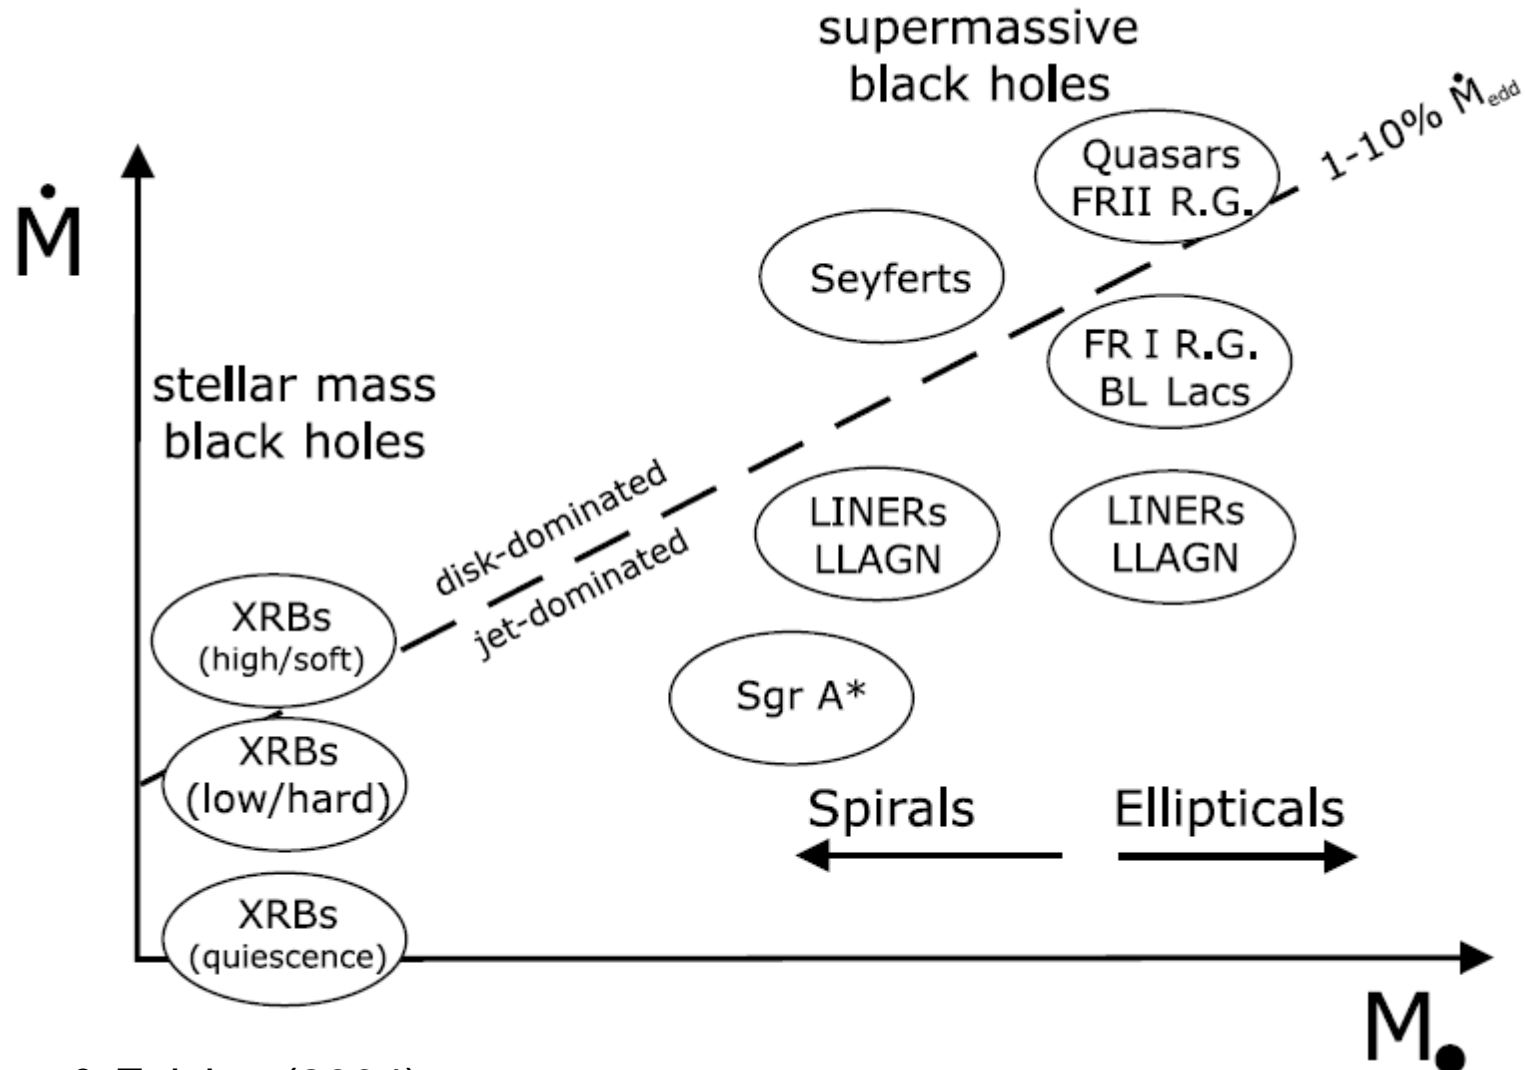 supermassive
black holes
1-10% Ṁedd
Quasars
FRII R.G.
Ṁ
Seyferts
FR I R.G.
BL Lacs
stellar mass
black holes
disk-dominated
jet-dominated
LINERs
LLAGN
LINERs
LLAGN
XRBs
(high/soft)
Sgr A*
XRBs
(low/hard)
Spirals
Ellipticals
XRBs
(quiescence)
M●